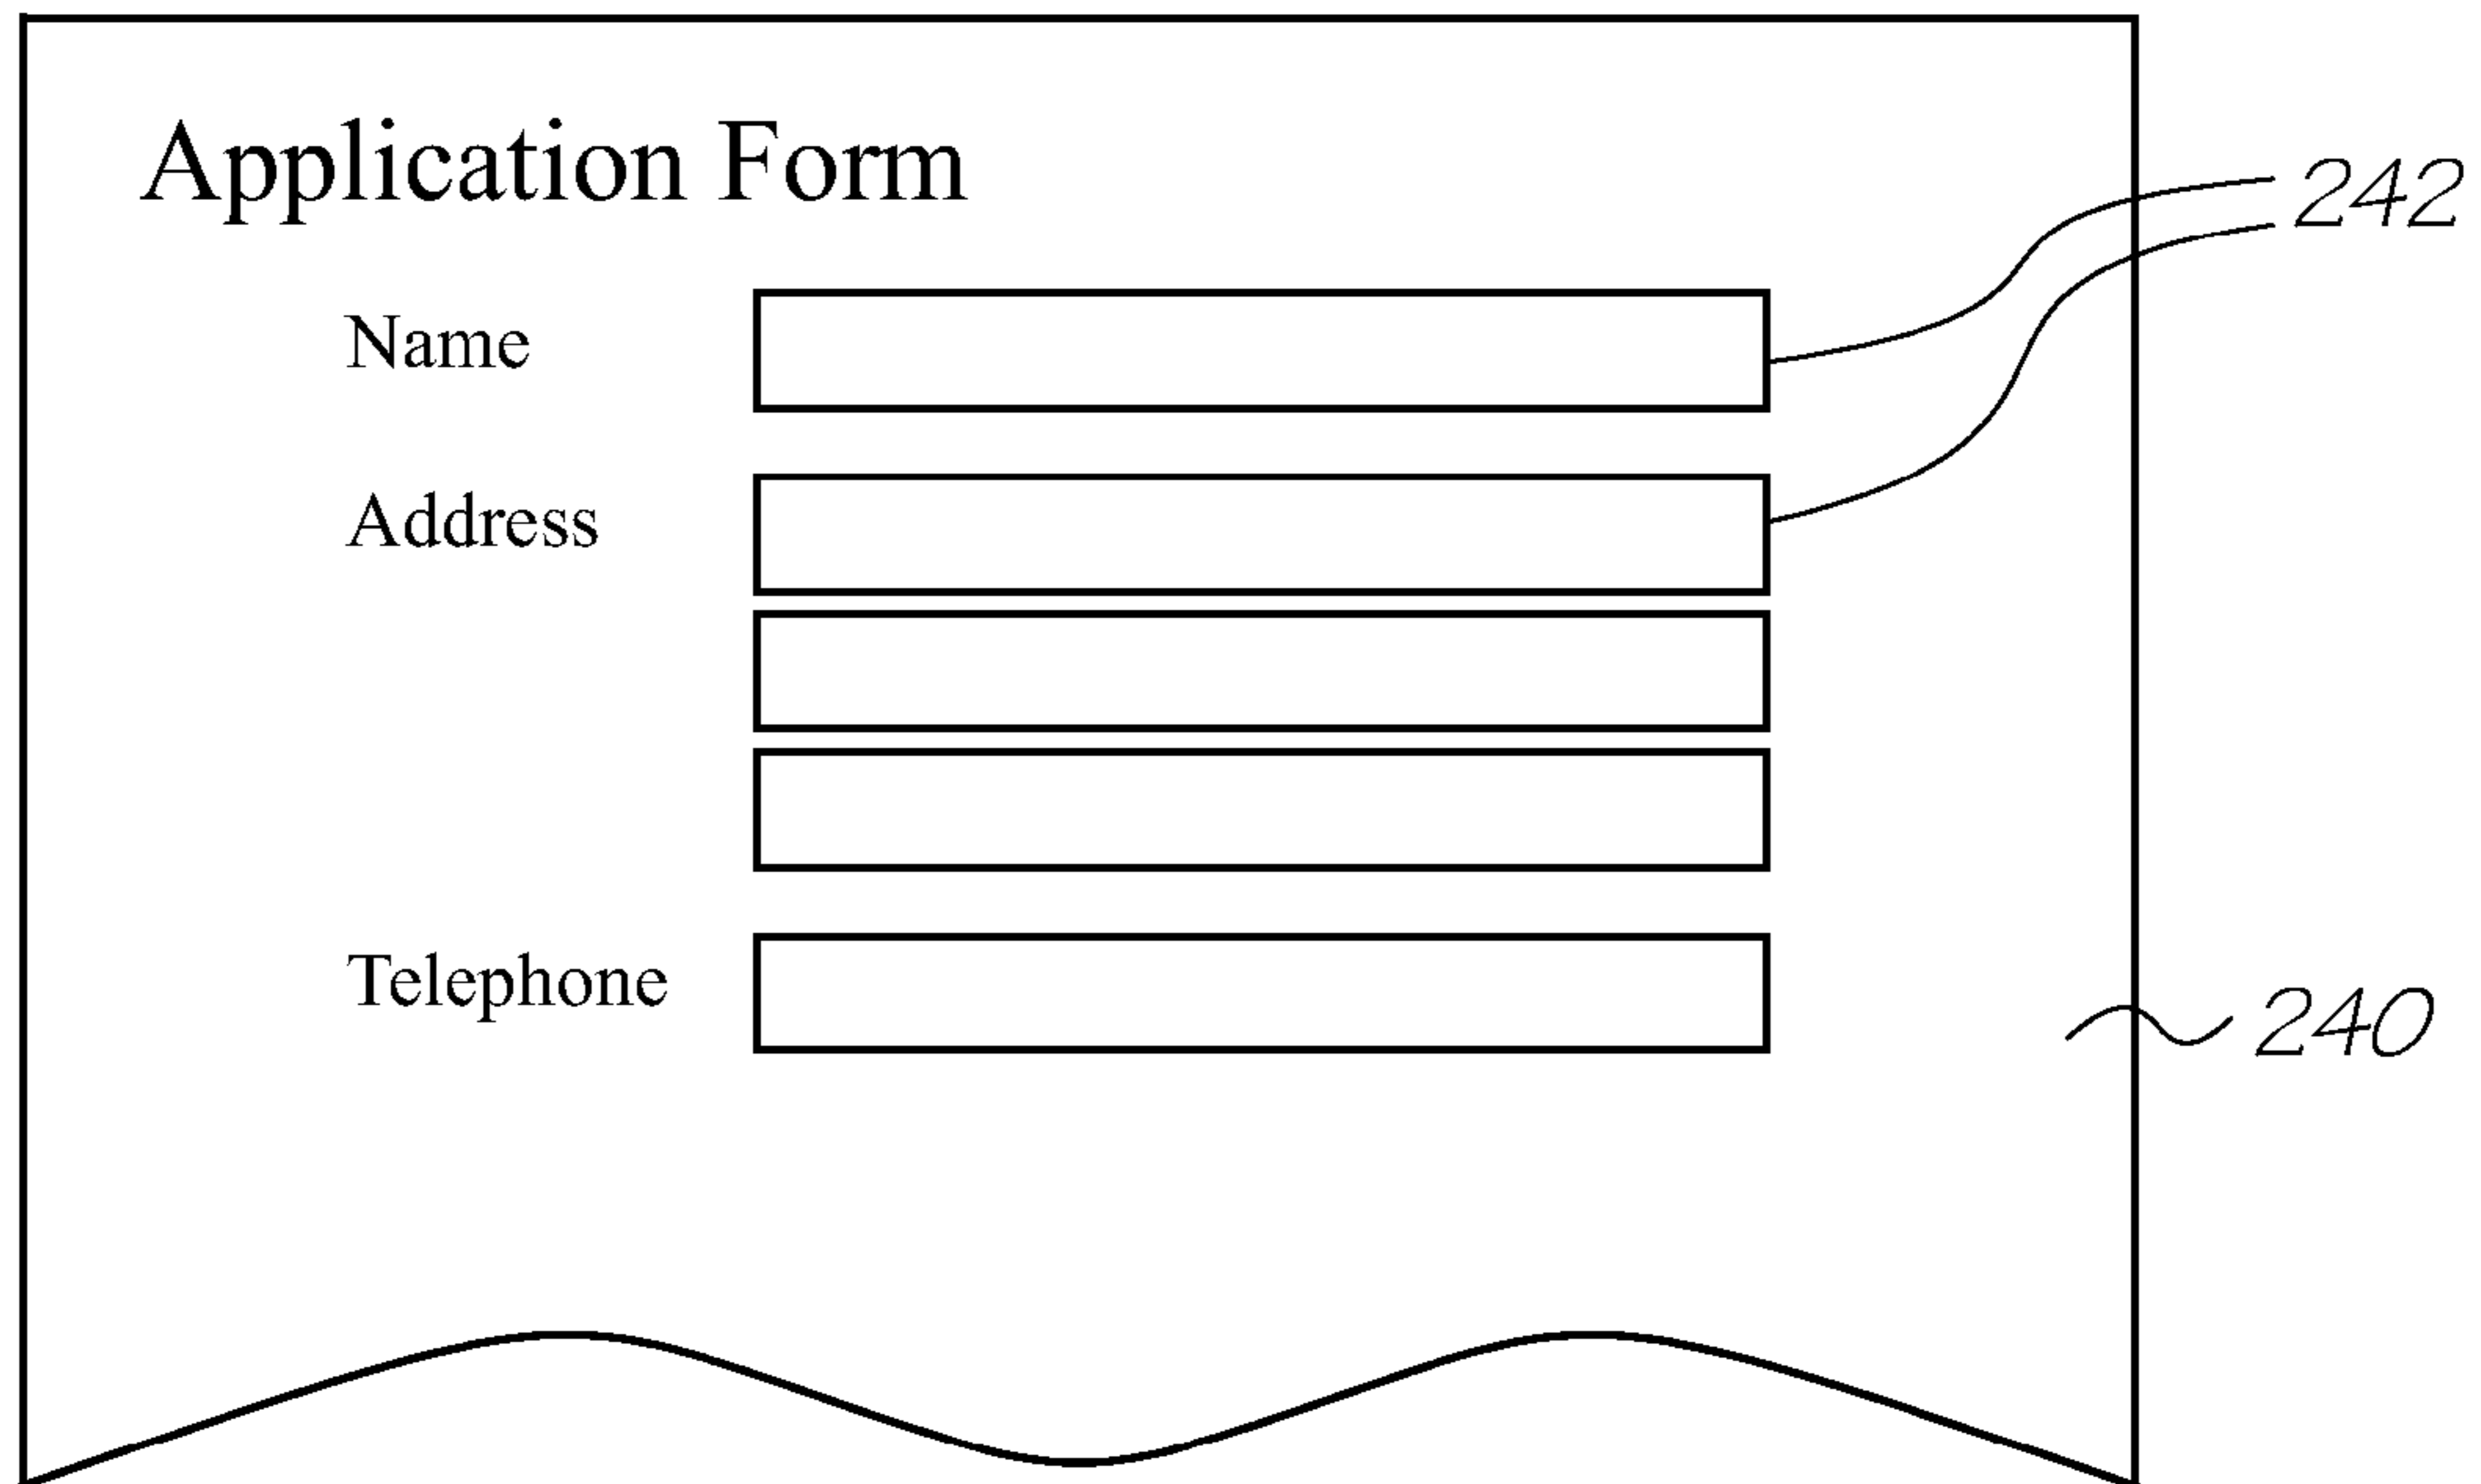 Application Form
242
Name
Address
Telephone
240